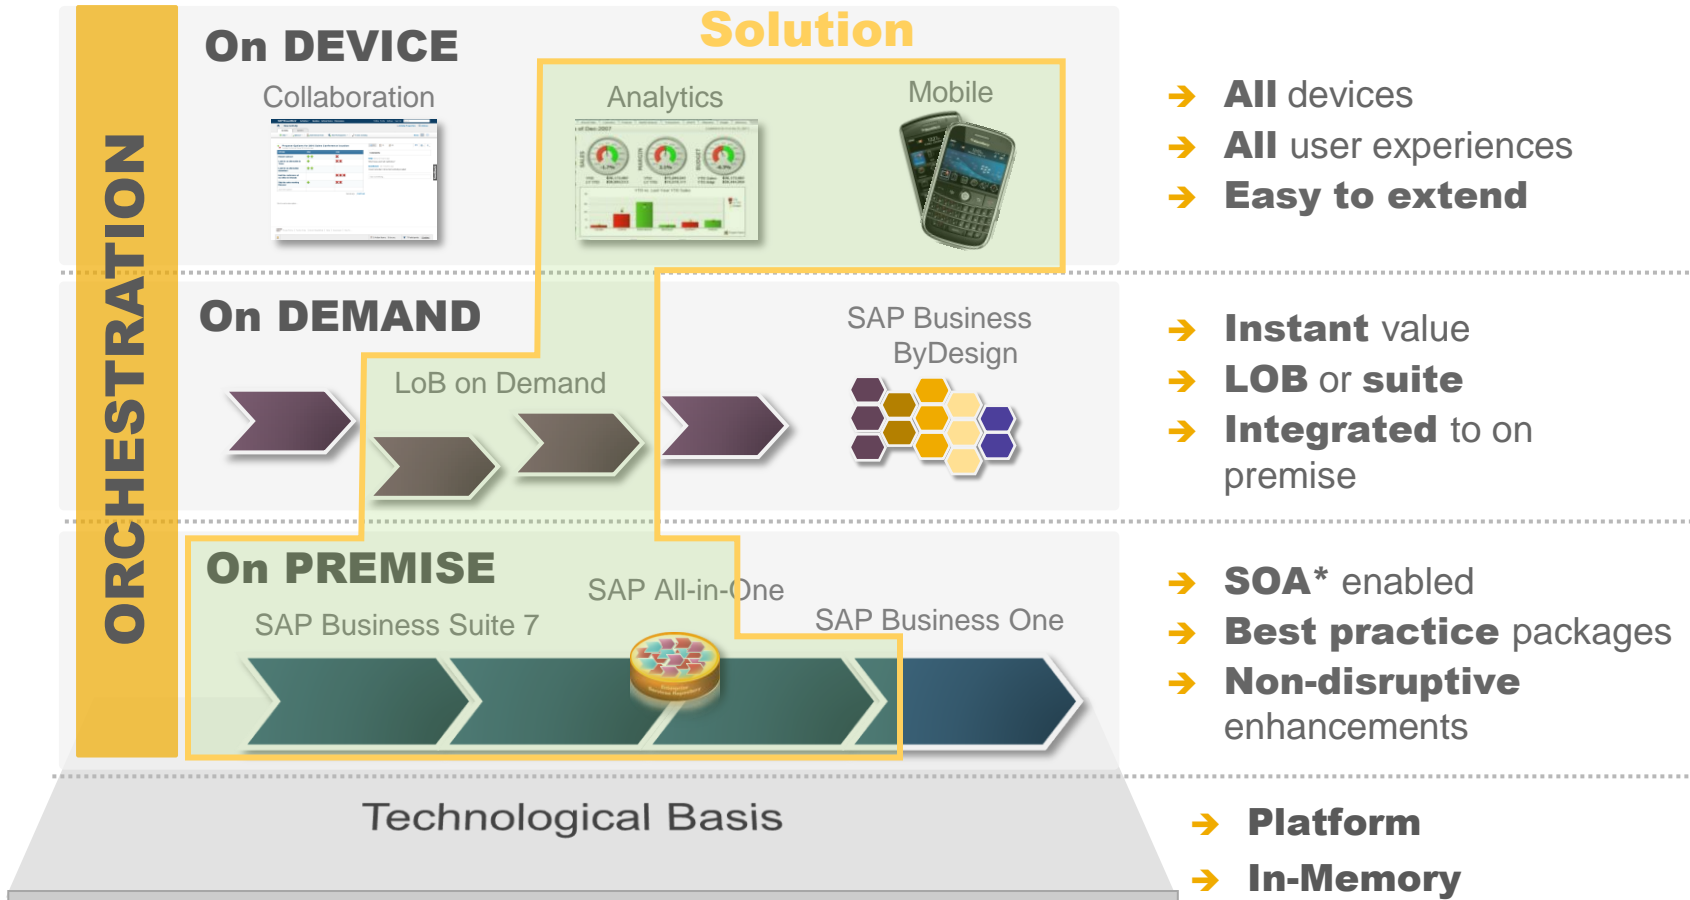 Solution
On DEVICE
Collaboration
Analytics
Mobile
All devices
All user experiences
Easy to extend
ORCHESTRATION
On DEMAND
LoB on Demand
SAP Business
ByDesign
Instant value
LOB or suite
Integrated to on
premise
On PREMISE
SAP Business Suite 7
SAP All-in-One
SAP Business One
SOA* enabled
Best practice packages
Non-disruptive
enhancements
Technological Basis
Platform
In-Memory